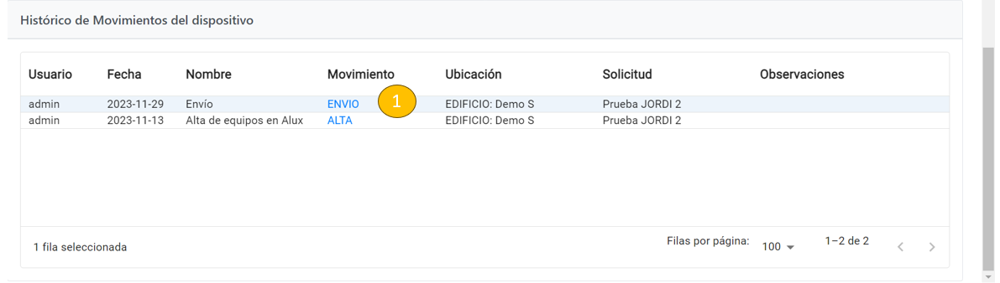 Histórico de Movimientos del dispositivo
Usuario Fecha Nombre Movimiento Ubicación Solicitud Observaciones
admin 2023-11-29 Envío ENVIO 1 EDIFICIO: Demo S Prueba JORDI 2
admin 2023-11-13 Alta de equipos en Alux ALTA EDIFICIO: Demo S Prueba JORDI 2
1 fila seleccionada Filas por página: 100 1–2 de 2